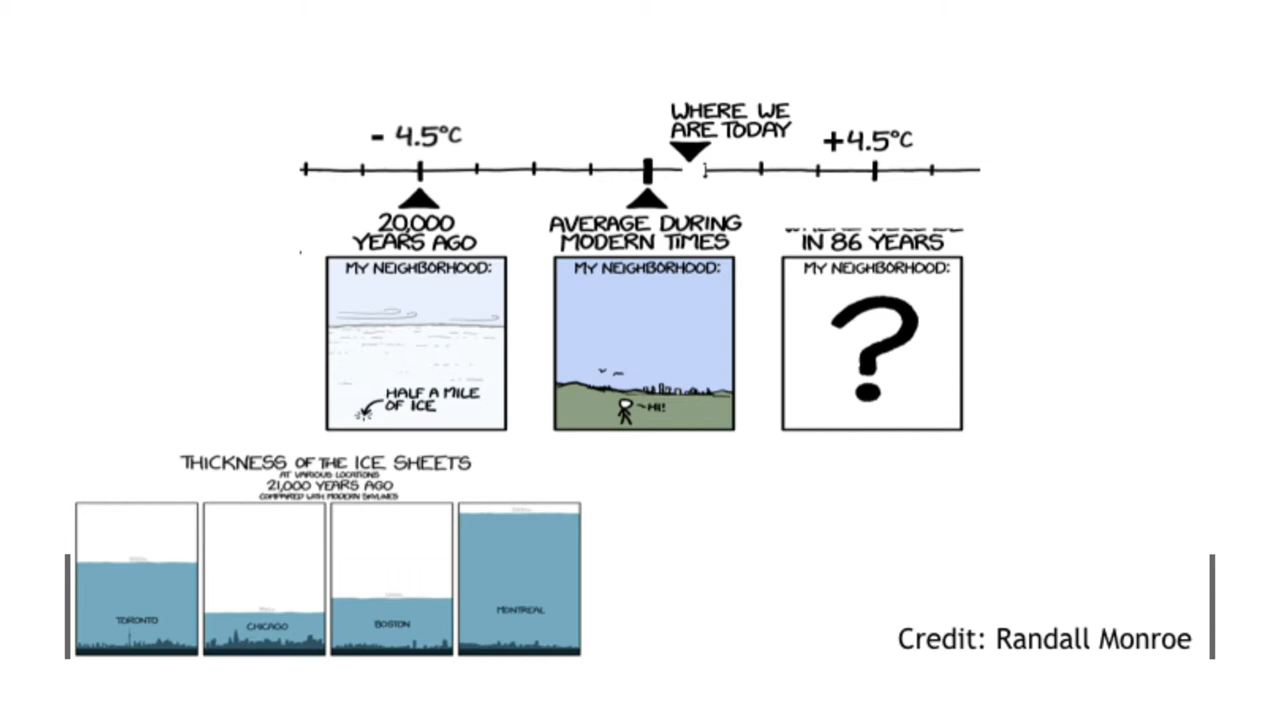 WHERE WE
ARE TODAY
- 4.5°C
+4.5°C
20,000
YEARS AGO
AVERAGE DURING
MODERN TIMES
IN 86 YEARS
MY NEIGHBORHOOD:
HALF A MILE
OF ICE
MY NEIGHBORHOOD:
HI!
MY NEIGHBORHOOD:
?
THICKNESS OF THE ICE SHEETS
AT VARIOUS LOCATIONS
21,000 YEARS AGO
COMPARED WITH MODERN SKYLINES
TORONTO
CHICAGO
BOSTON
MONTREAL
Credit: Randall Monroe